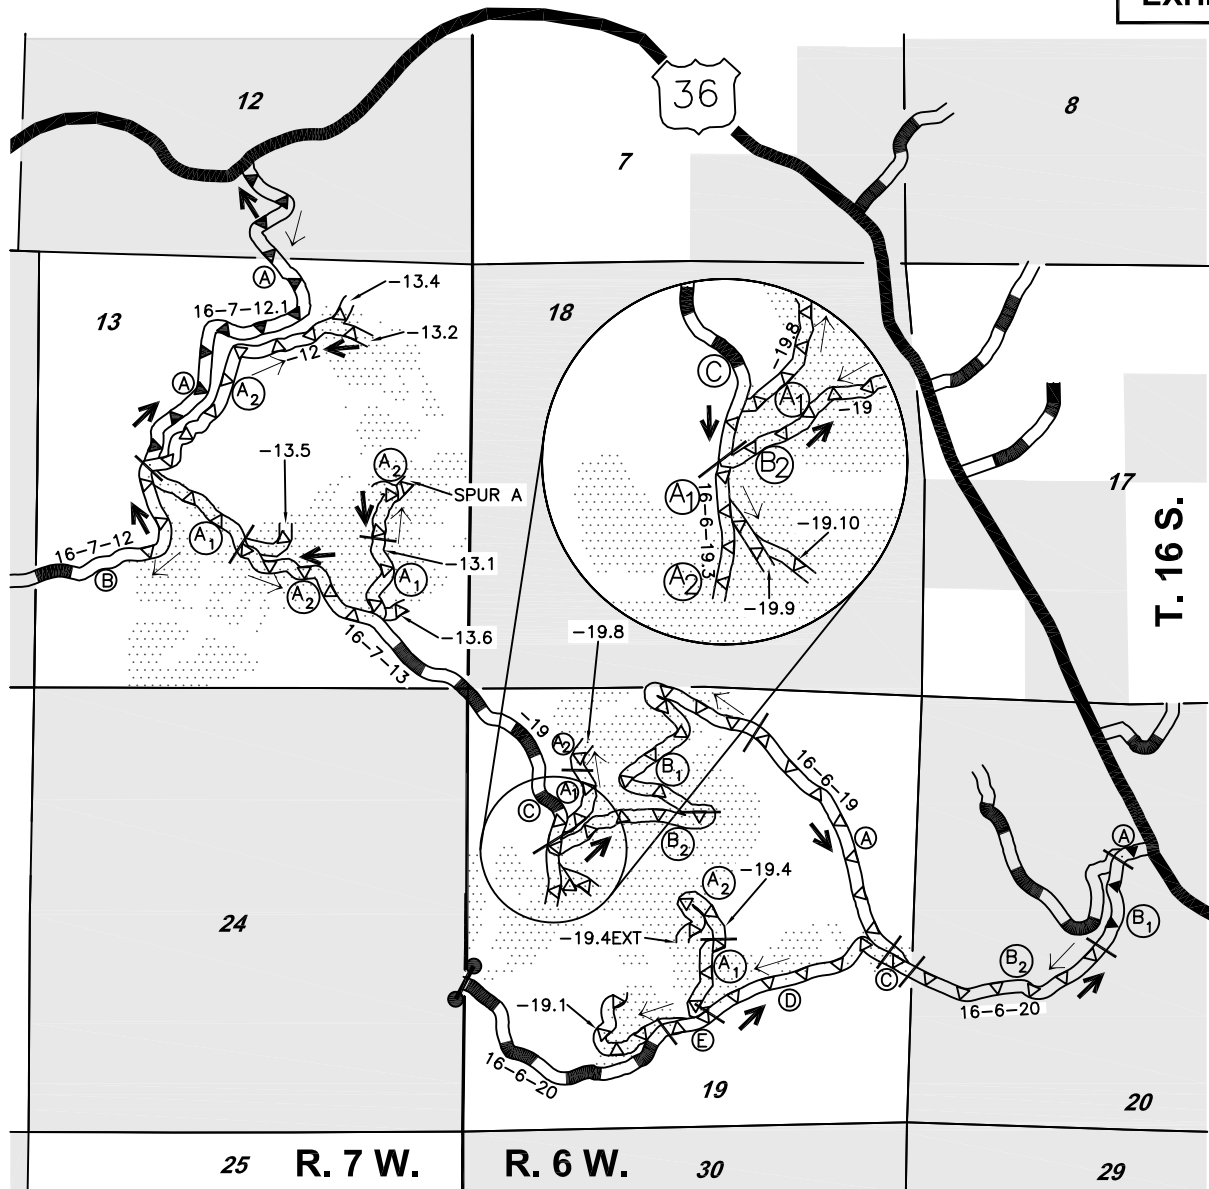 36
12
7
8
A
13
16-7-12.1
-13.4
-13.2
-12
18
A
A2
-13.5
A2
SPUR A
17
T. 16 S.
C
-19.8
A1
-19
B2
A1
16-6-19.3
-19.10
A2
-19.9
16-7-12
B
A1
-13.1
A1
A2
-13.6
16-7-13
-19.8
-19
A2
A1
C
B1
B2
16-6-19
A
A
24
A2
-19.4
-19.4EXT
A1
B1
B2
C
D
-19.1
E
16-6-20
16-6-20
19
20
25
R. 7 W.
R. 6 W.
30
29